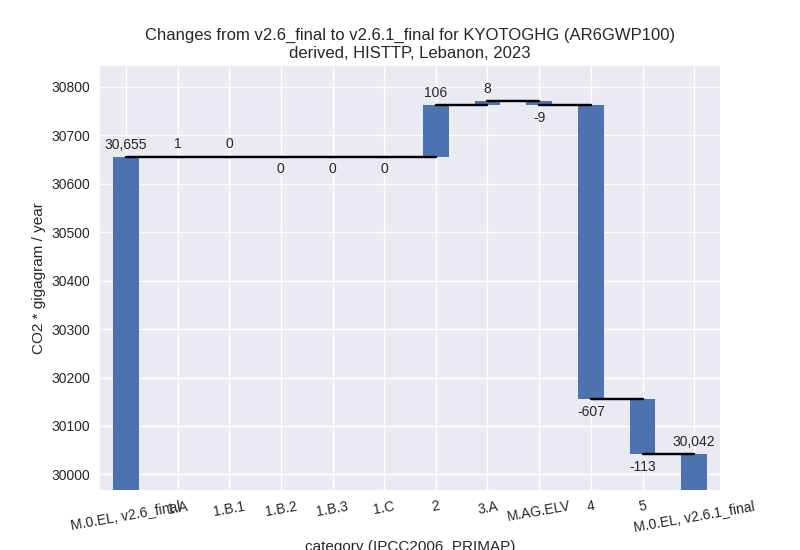 Changes from v2.6_final to v2.6.1_final for KYOTOGHG (AR6GWP100)
derived, HISTTP, Lebanon, 2023
CO2 * gigagram / year
30800
30700
30600
30500
30400
30300
30200
30100
30000
30,655
1
0
0
0
0
106
8
-9
-607
-113
30,042
M.0.EL, v2.6_final
1.A
1.B.1
1.B.2
1.B.3
1.C
2
3.A
M.AG.ELV
4
5
M.0.EL, v2.6.1_final
category (IPCC2006_PRIMAP)